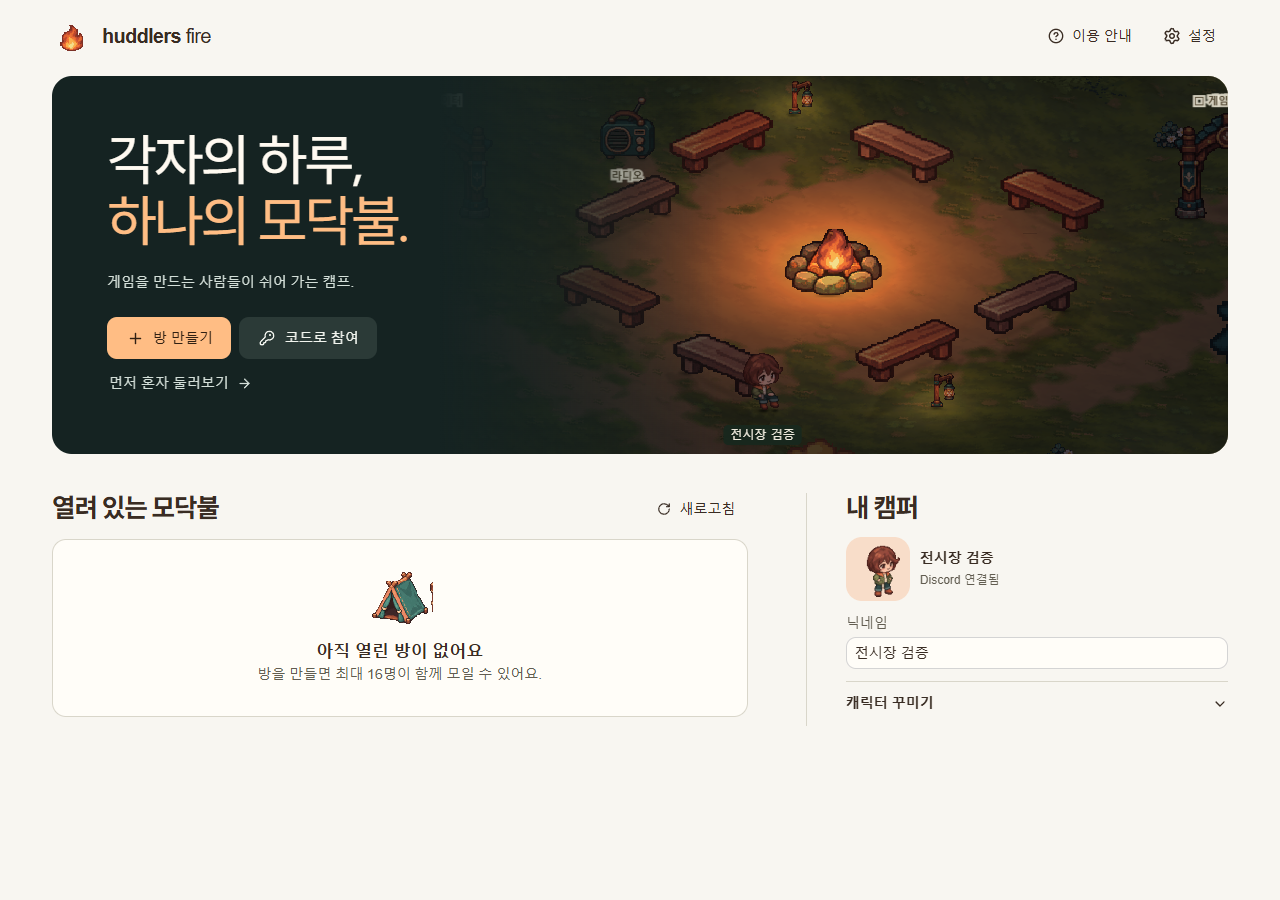 huddlers fire
이용 안내
설정
각자의 하루,
하나의 모닥불.
게임을 만드는 사람들이 쉬어 가는 캠프.
방 만들기
코드로 참여
먼저 혼자 둘러보기
라디오
게임
전시장 검증
열려 있는 모닥불
새로고침
아직 열린 방이 없어요
방을 만들면 최대 16명이 함께 모일 수 있어요.
내 캠퍼
전시장 검증
Discord 연결됨
닉네임
전시장 검증
캐릭터 꾸미기